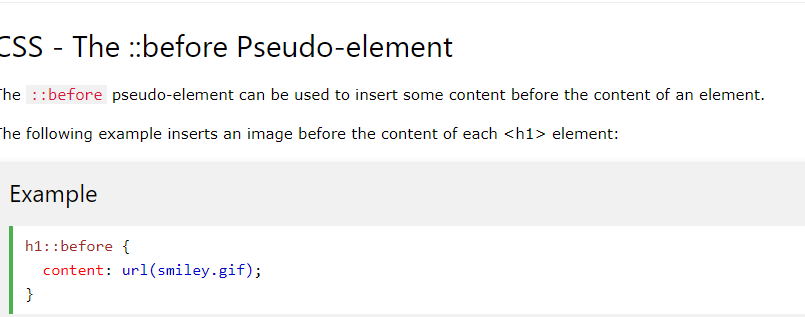 CSS - The ::before Pseudo-element
The ::before pseudo-element can be used to insert some content before the content of an element.
The following example inserts an image before the content of each <h1> element:
Example
h1::before {
  content: url(smiley.gif);
}